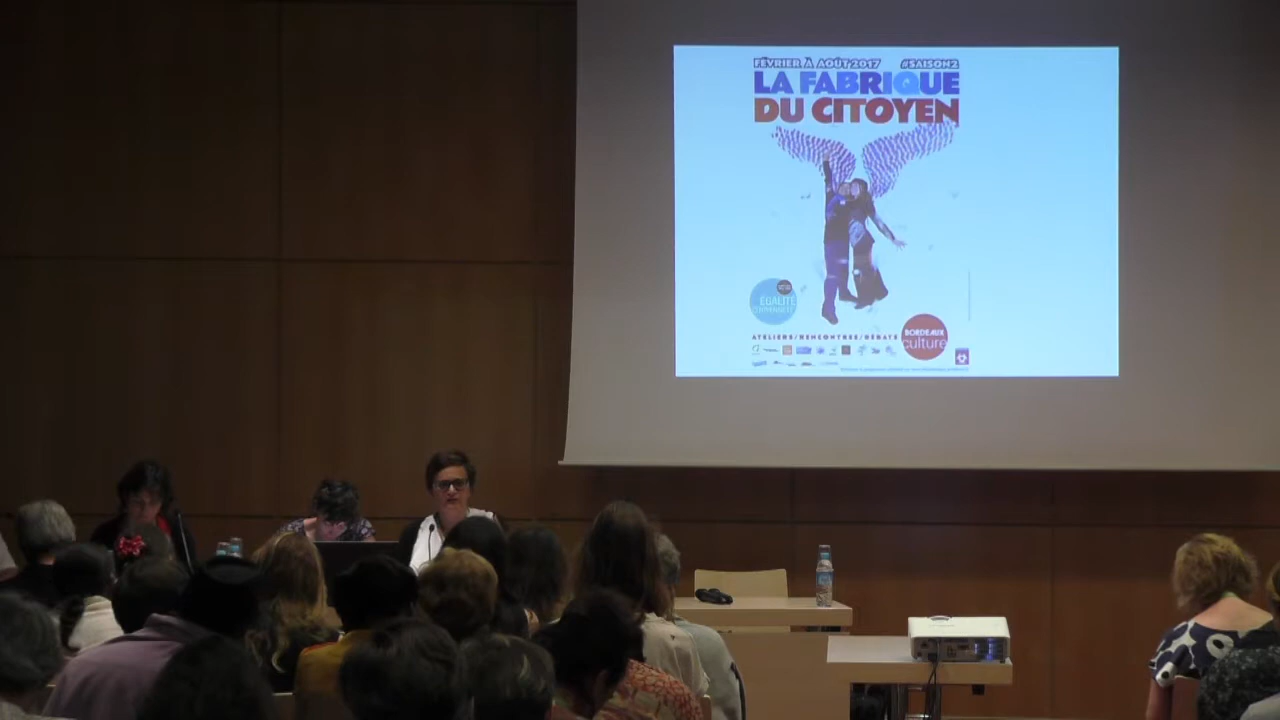 FÉVRIER À AOÛT 2017 #SAISON2
LA FABRIQUE
DU CITOYEN
ÉGALITÉ
ATELIERS/RENCONTRES/DÉBATS
BORDEAUX
culture